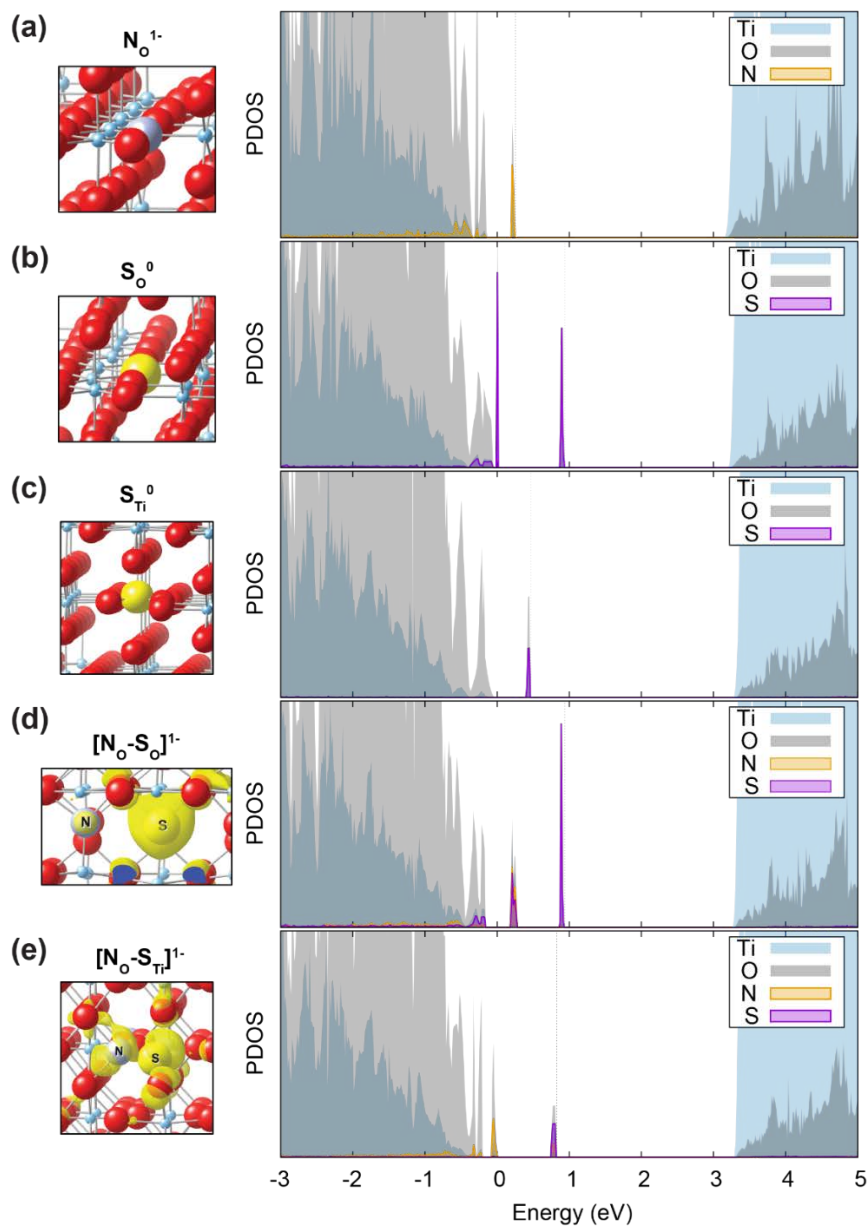 (a)
N_O^1-
PDOS
Ti
O
N
(b)
S_O^0
PDOS
Ti
O
S
(c)
S_Ti^0
PDOS
Ti
O
S
(d)
[N_O-S_O]^1-
N
S
PDOS
Ti
O
N
S
(e)
[N_O-S_Ti]^1-
N
S
PDOS
Ti
O
N
S
-3 -2 -1 0 1 2 3 4 5
Energy (eV)